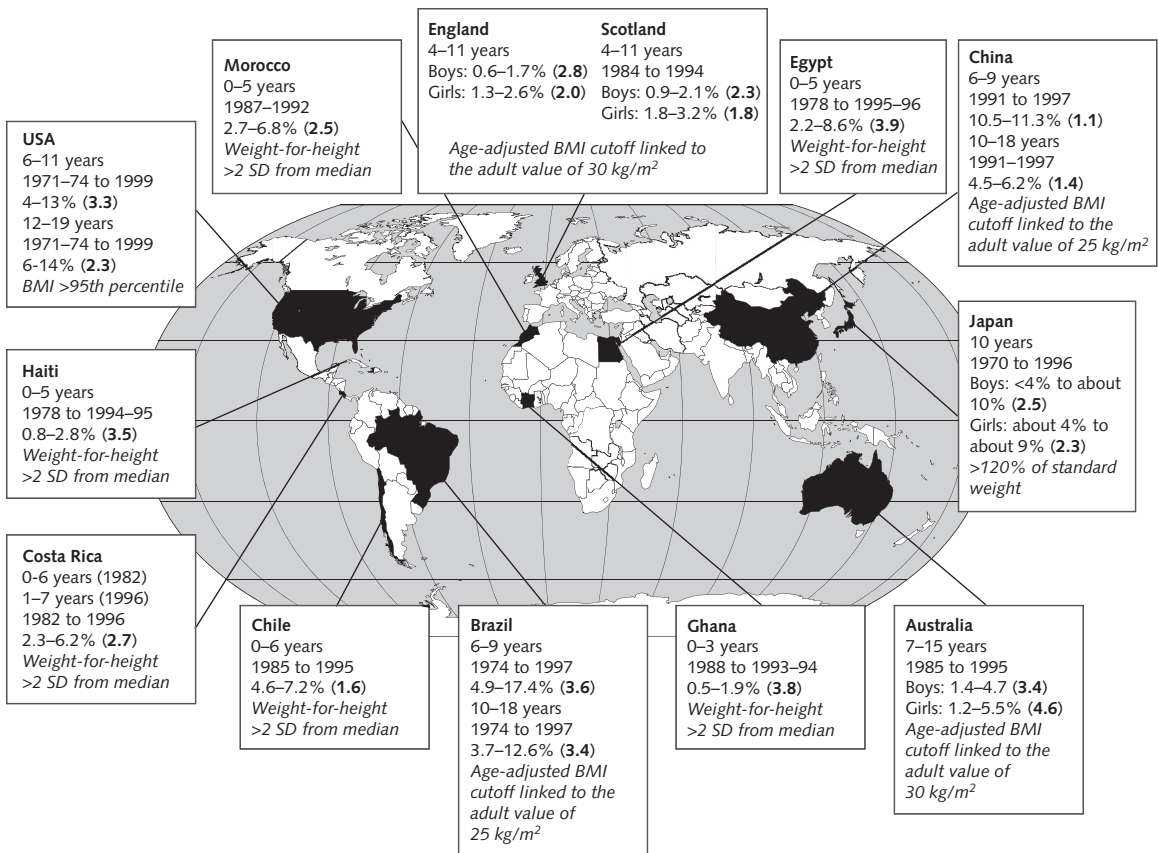 England
4–11 years
Boys: 0.6–1.7% (2.8)
Girls: 1.3–2.6% (2.0)
Scotland
4–11 years
1984 to 1994
Boys: 0.9–2.1% (2.3)
Girls: 1.8–3.2% (1.8)
Age-adjusted BMI cutoff linked to
the adult value of 30 kg/m²
Morocco
0–5 years
1987–1992
2.7–6.8% (2.5)
Weight-for-height
>2 SD from median
Egypt
0–5 years
1978 to 1995–96
2.2–8.6% (3.9)
Weight-for-height
>2 SD from median
China
6–9 years
1991 to 1997
10.5–11.3% (1.1)
10–18 years
1991–1997
4.5–6.2% (1.4)
Age-adjusted BMI
cutoff linked to the
adult value of 25 kg/m²
USA
6–11 years
1971–74 to 1999
4–13% (3.3)
12–19 years
1971–74 to 1999
6-14% (2.3)
BMI >95th percentile
Japan
10 years
1970 to 1996
Boys: <4% to about
10% (2.5)
Girls: about 4% to
about 9% (2.3)
>120% of standard
weight
Haiti
0–5 years
1978 to 1994–95
0.8–2.8% (3.5)
Weight-for-height
>2 SD from median
Costa Rica
0-6 years (1982)
1–7 years (1996)
1982 to 1996
2.3–6.2% (2.7)
Weight-for-height
>2 SD from median
Chile
0–6 years
1985 to 1995
4.6–7.2% (1.6)
Weight-for-height
>2 SD from median
Brazil
6–9 years
1974 to 1997
4.9–17.4% (3.6)
10–18 years
1974 to 1997
3.7–12.6% (3.4)
Age-adjusted BMI
cutoff linked to the
adult value of
25 kg/m²
Ghana
0–3 years
1988 to 1993–94
0.5–1.9% (3.8)
Weight-for-height
>2 SD from median
Australia
7–15 years
1985 to 1995
Boys: 1.4–4.7 (3.4)
Girls: 1.2–5.5% (4.6)
Age-adjusted BMI
cutoff linked to the
adult value of
30 kg/m²